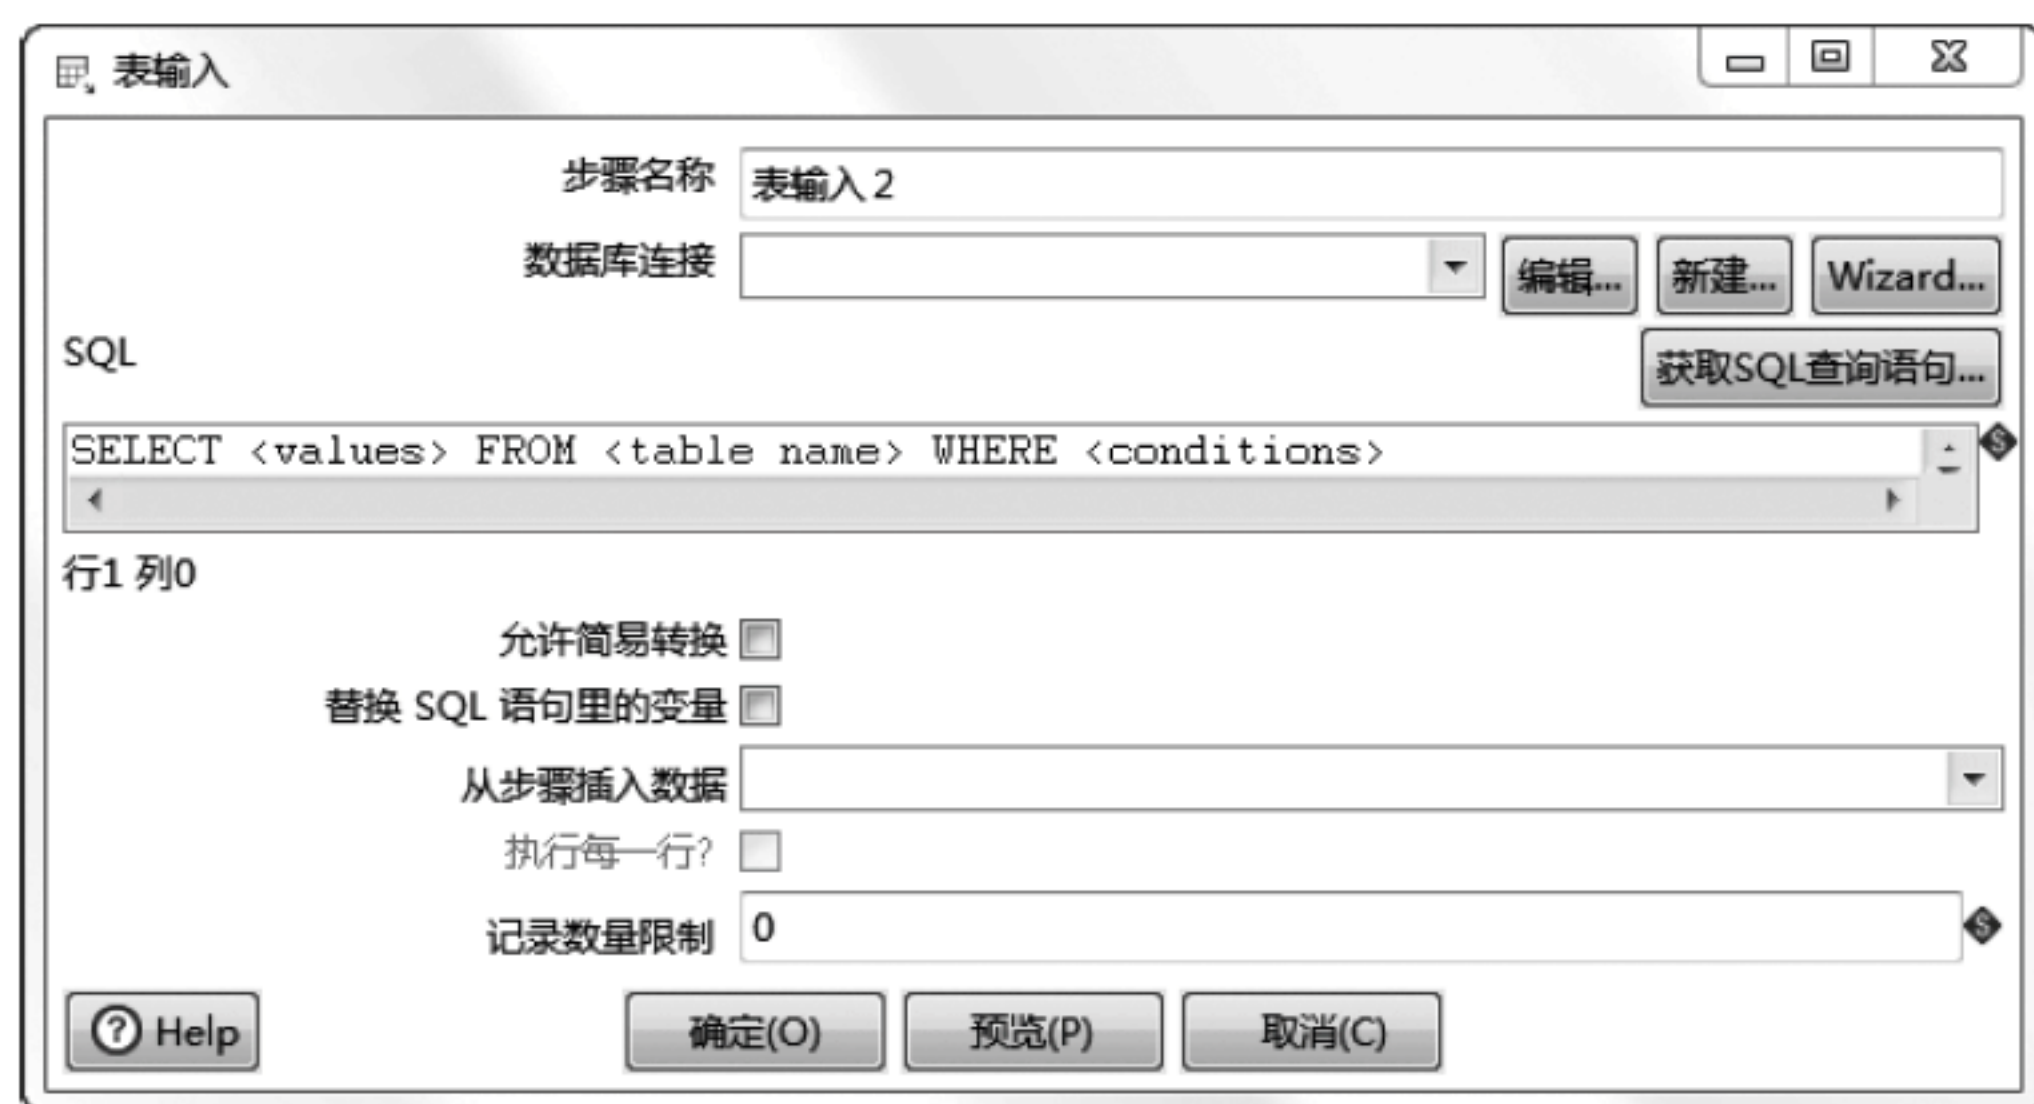 表输入
步骤名称 表输入 2
数据库连接 编辑... 新建... Wizard...
SQL 获取SQL查询语句...
SELECT <values> FROM <table name> WHERE <conditions>
行1 列0
允许简易转换
替换 SQL 语句里的变量
从步骤插入数据
执行每一行?
记录数量限制 0
Help 确定(O) 预览(P) 取消(C)